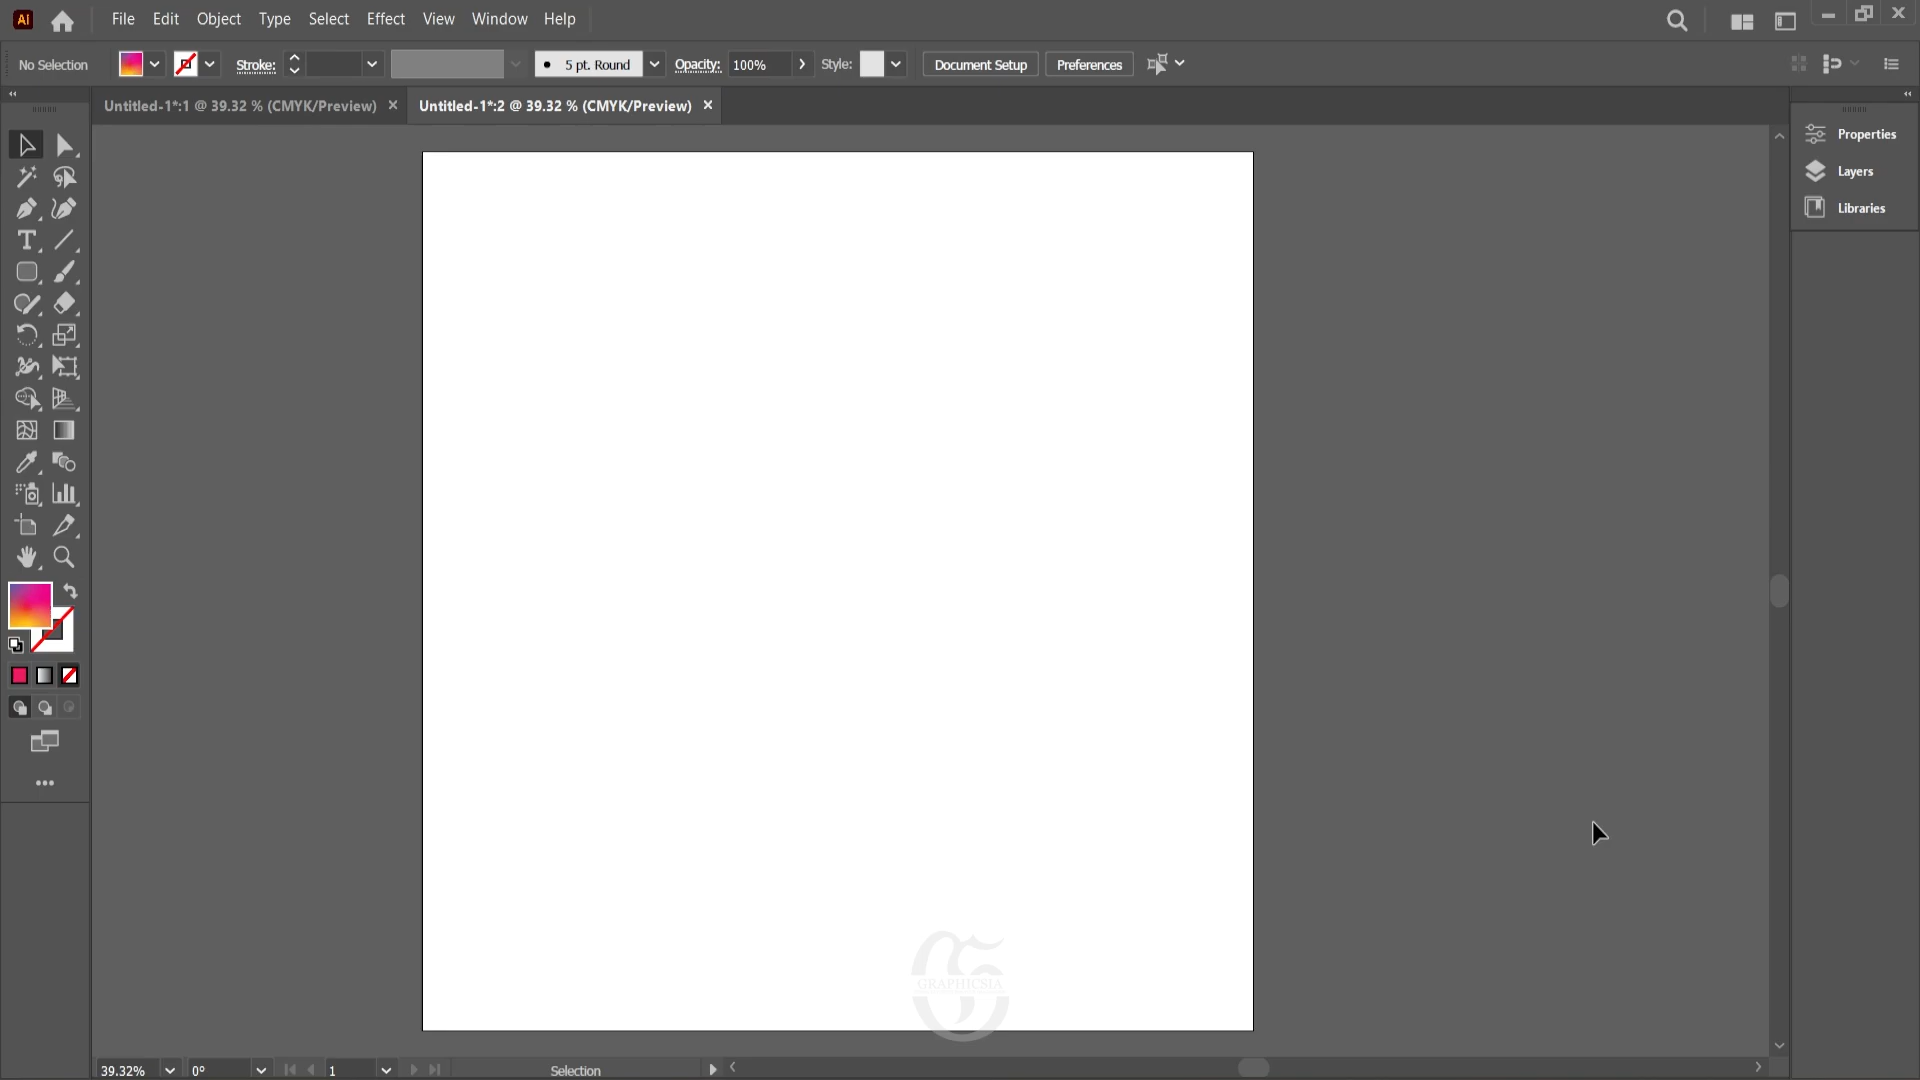 Ai File Edit Object Type Select Effect View Window Help
No Selection Stroke: 5 pt. Round Opacity: 100% Style: Document Setup Preferences
Untitled-1*:1 @ 39.32 % (CMYK/Preview) Untitled-1*:2 @ 39.32 % (CMYK/Preview)
Properties
Layers
Libraries
GRAPHICSIA
39.32% 0° 1 Selection